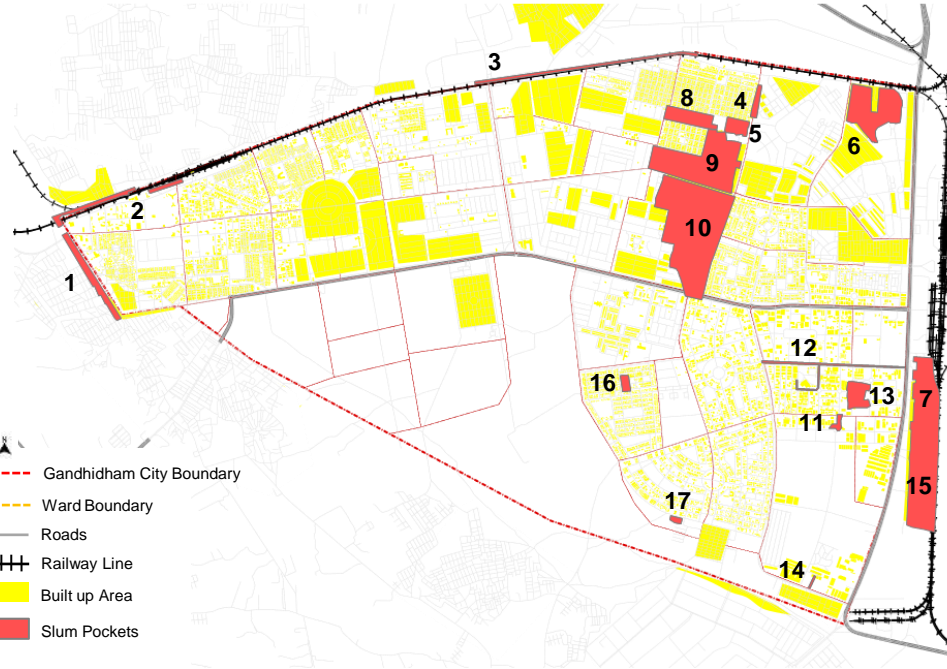 3
8
4
5
6
9
2
10
1
12
16
13
7
11
15
17
14
N
Gandhidham City Boundary
Ward Boundary
Roads
Railway Line
Built up Area
Slum Pockets